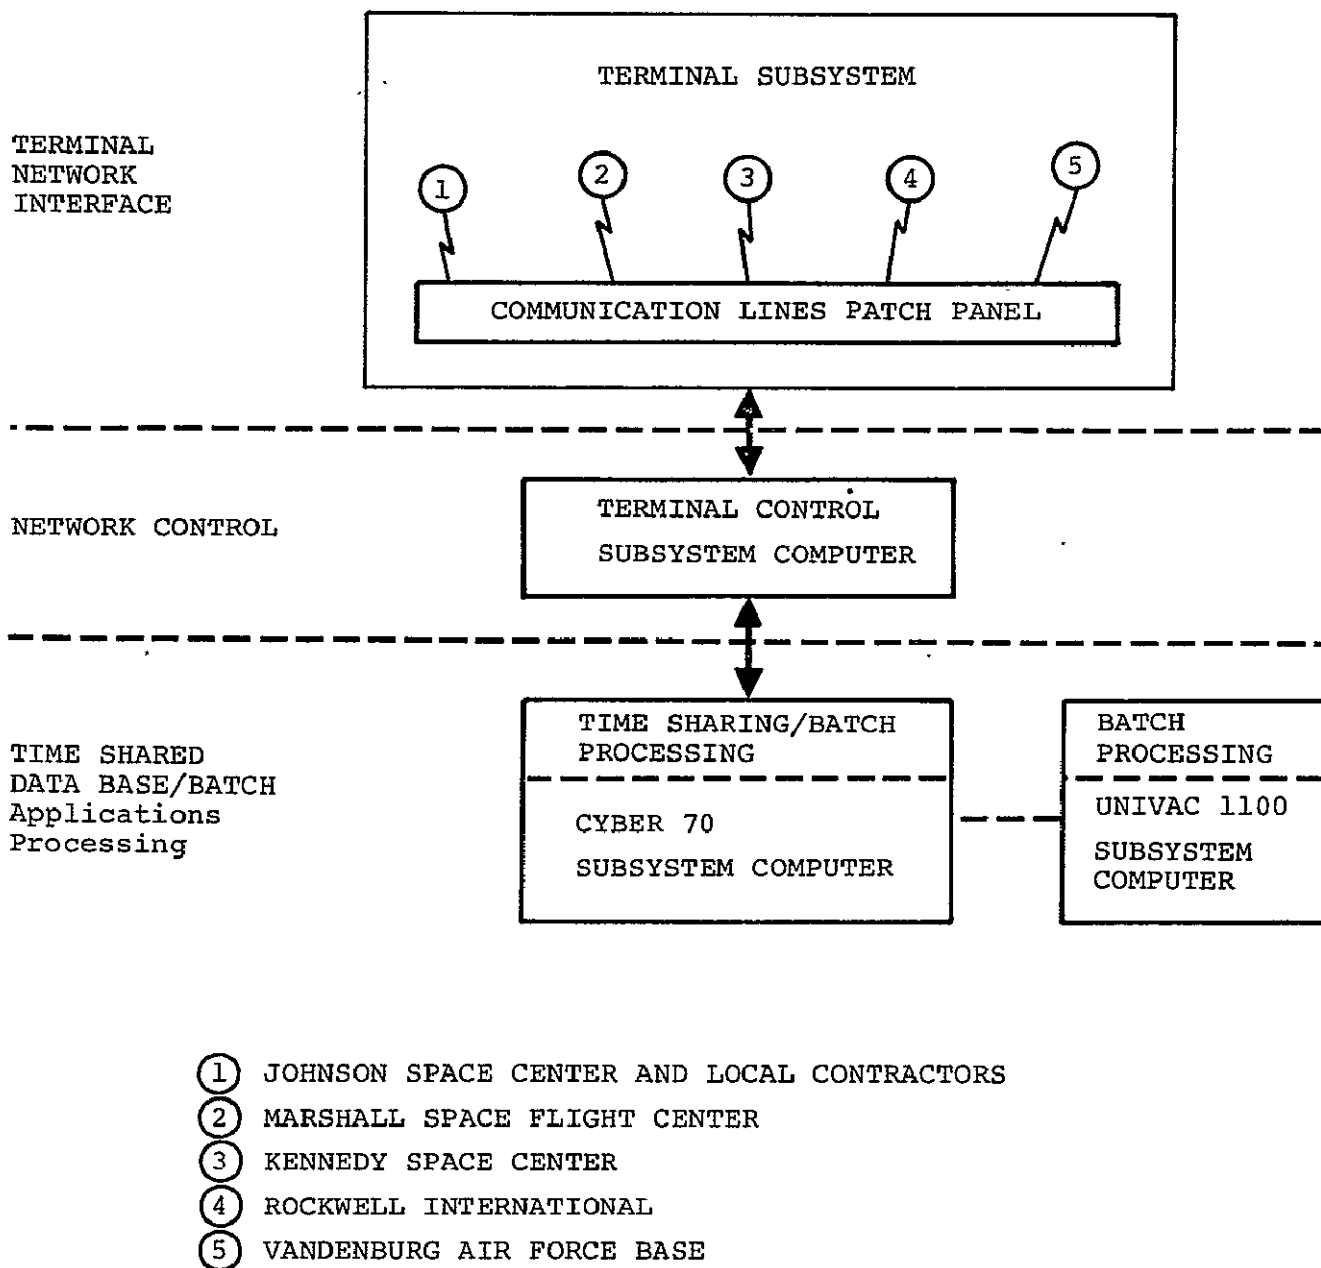 TERMINAL SUBSYSTEM
TERMINAL
NETWORK
INTERFACE
1
2
3
4
5
COMMUNICATION LINES PATCH PANEL
NETWORK CONTROL
TERMINAL CONTROL
SUBSYSTEM COMPUTER
TIME SHARED
DATA BASE/BATCH
Applications
Processing
TIME SHARING/BATCH
PROCESSING
CYBER 70
SUBSYSTEM COMPUTER
BATCH
PROCESSING
UNIVAC 1100
SUBSYSTEM
COMPUTER
1 JOHNSON SPACE CENTER AND LOCAL CONTRACTORS
2 MARSHALL SPACE FLIGHT CENTER
3 KENNEDY SPACE CENTER
4 ROCKWELL INTERNATIONAL
5 VANDENBURG AIR FORCE BASE